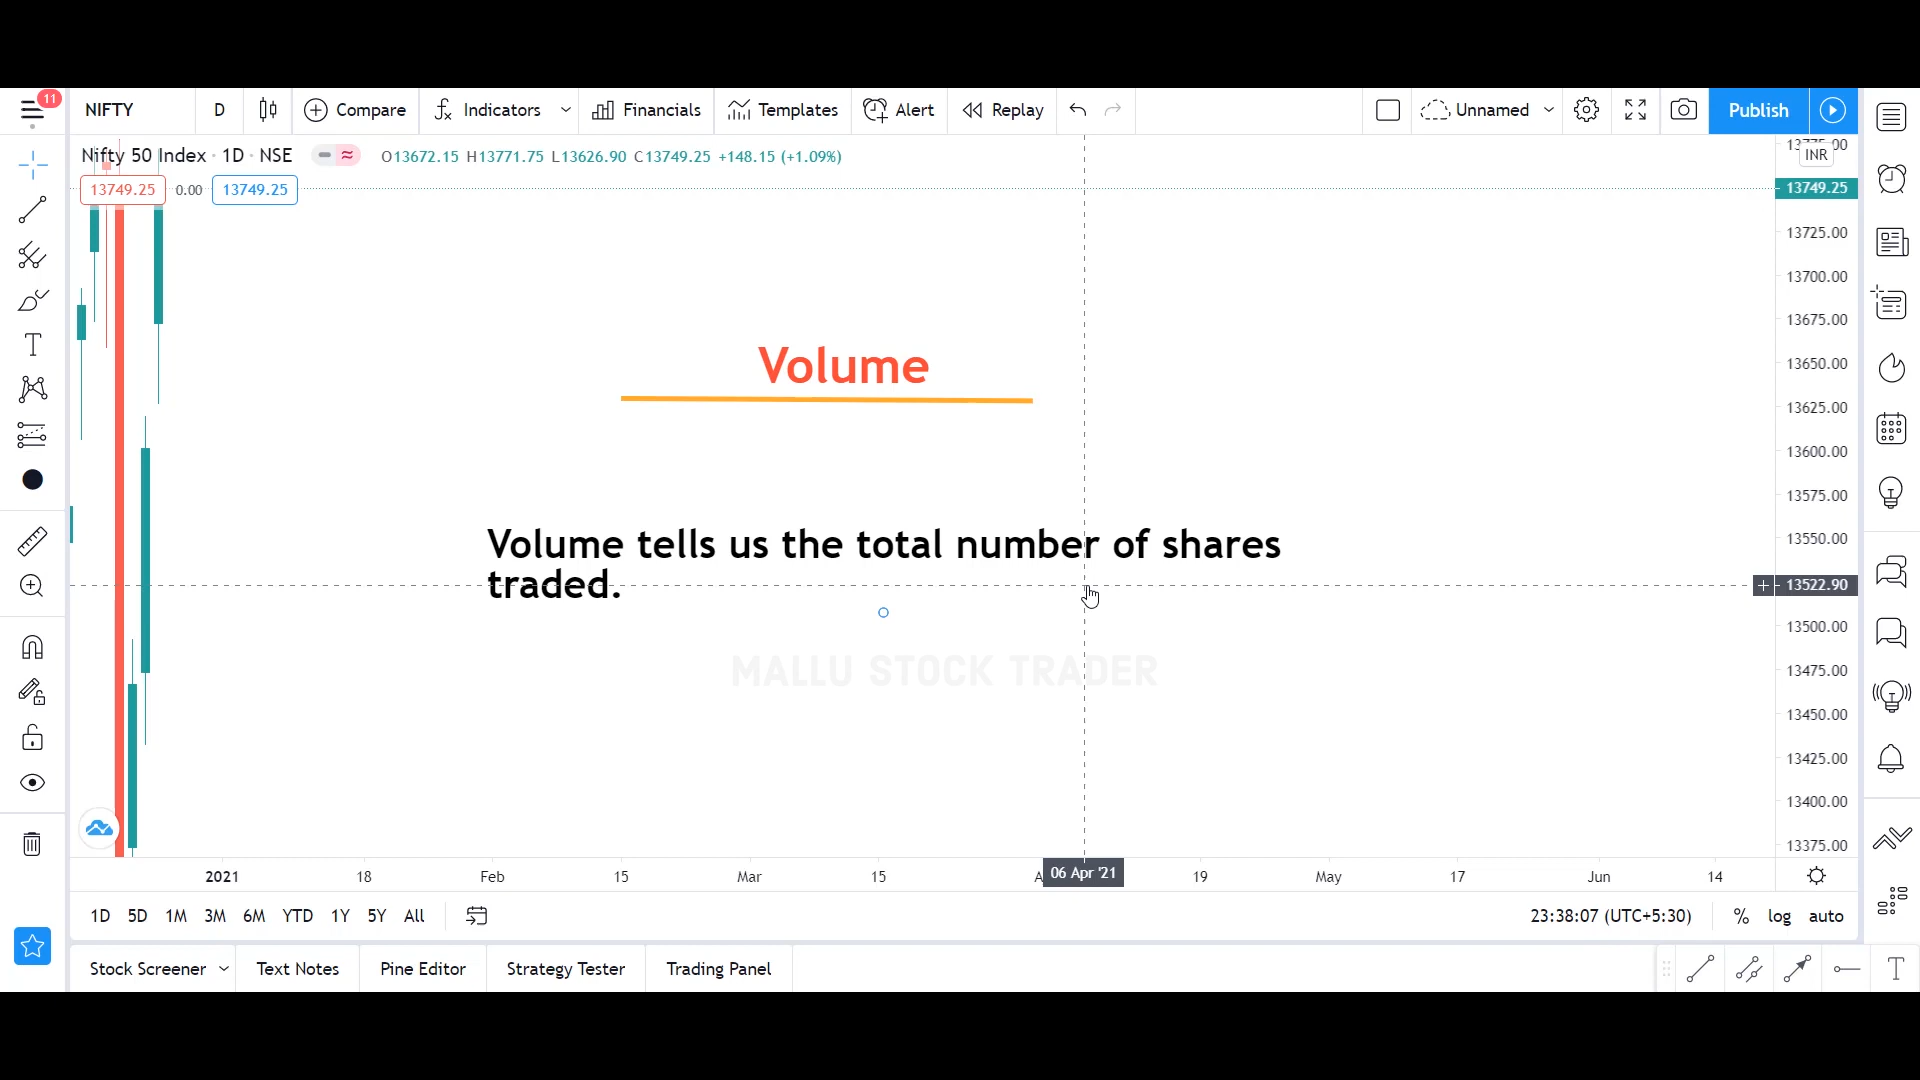 11
NIFTY D Compare Indicators Financials Templates Alert Replay Unnamed Publish
Nifty 50 Index · 1D · NSE O13672.15 H13771.75 L13626.90 C13749.25 +148.15 (+1.09%)
INR
13749.25 0.00 13749.25
13749.25
13725.00
13700.00
13675.00
Volume
13650.00
13625.00
13600.00
13575.00
Volume tells us the total number of shares
traded.
13550.00
13522.90
13500.00
MALLU STOCK TRADER
13475.00
13450.00
13425.00
13400.00
13375.00
2021 18 Feb 15 Mar 15 06 Apr '21 19 May 17 Jun 14
1D 5D 1M 3M 6M YTD 1Y 5Y All 23:38:07 (UTC+5:30) % log auto
Stock Screener Text Notes Pine Editor Strategy Tester Trading Panel